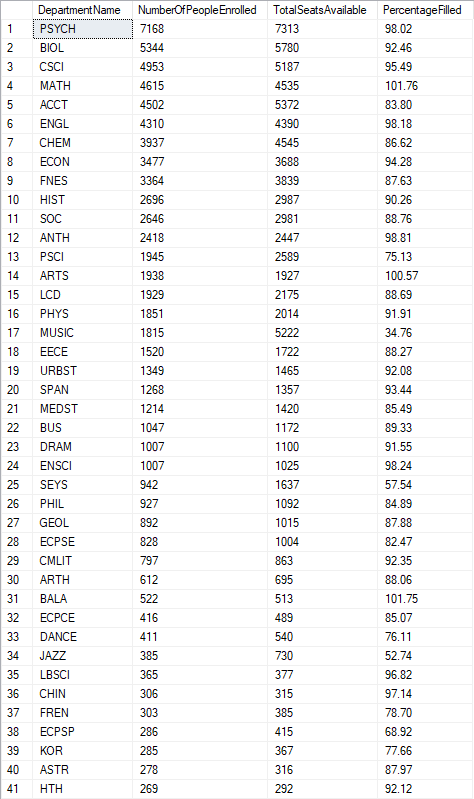 DepartmentName NumberOfPeopleEnrolled TotalSeatsAvailable PercentageFilled
1 PSYCH 7168 7313 98.02
2 BIOL 5344 5780 92.46
3 CSCI 4953 5187 95.49
4 MATH 4615 4535 101.76
5 ACCT 4502 5372 83.80
6 ENGL 4310 4390 98.18
7 CHEM 3937 4545 86.62
8 ECON 3477 3688 94.28
9 FNES 3364 3839 87.63
10 HIST 2696 2987 90.26
11 SOC 2646 2981 88.76
12 ANTH 2418 2447 98.81
13 PSCI 1945 2589 75.13
14 ARTS 1938 1927 100.57
15 LCD 1929 2175 88.69
16 PHYS 1851 2014 91.91
17 MUSIC 1815 5222 34.76
18 EECE 1520 1722 88.27
19 URBST 1349 1465 92.08
20 SPAN 1268 1357 93.44
21 MEDST 1214 1420 85.49
22 BUS 1047 1172 89.33
23 DRAM 1007 1100 91.55
24 ENSCI 1007 1025 98.24
25 SEYS 942 1637 57.54
26 PHIL 927 1092 84.89
27 GEOL 892 1015 87.88
28 ECPSE 828 1004 82.47
29 CMLIT 797 863 92.35
30 ARTH 612 695 88.06
31 BALA 522 513 101.75
32 ECPCE 416 489 85.07
33 DANCE 411 540 76.11
34 JAZZ 385 730 52.74
35 LBSCI 365 377 96.82
36 CHIN 306 315 97.14
37 FREN 303 385 78.70
38 ECPSP 286 415 68.92
39 KOR 285 367 77.66
40 ASTR 278 316 87.97
41 HTH 269 292 92.12